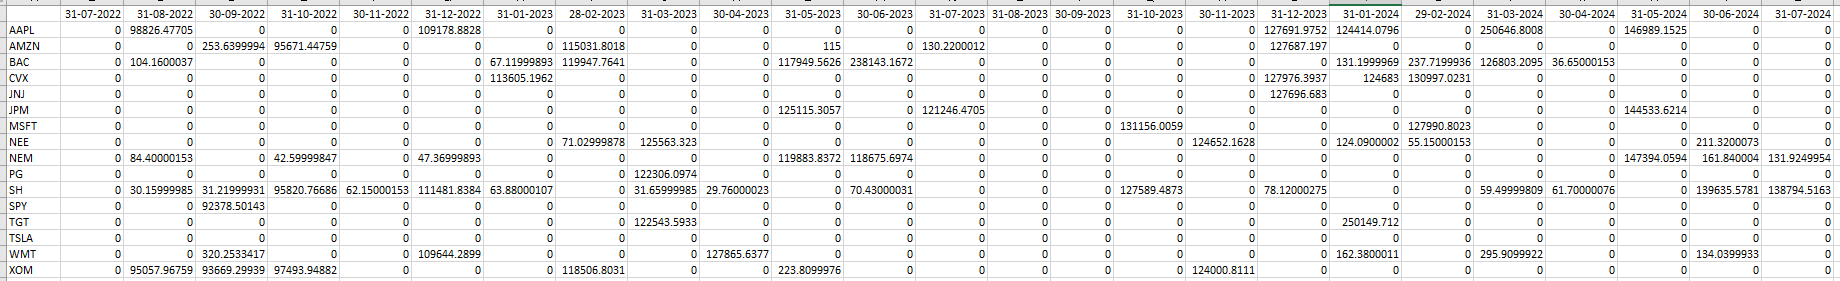 31-07-2022 31-08-2022 30-09-2022 31-10-2022 30-11-2022 31-12-2022 31-01-2023 28-02-2023 31-03-2023 30-04-2023 31-05-2023 30-06-2023 31-07-2023 31-08-2023 30-09-2023 31-10-2023 30-11-2023 31-12-2023 31-01-2024 29-02-2024 31-03-2024 30-04-2024 31-05-2024 30-06-2024 31-07-2024
AAPL 0 98826.47705 0 0 0 109178.8828 0 0 0 0 0 0 0 0 0 0 0 127691.9752 124414.0796 0 250646.8008 0 146989.1525 0 0
AMZN 0 0 253.6399994 95671.44759 0 0 0 115031.8018 0 0 115 0 130.2200012 0 0 0 0 127687.197 0 0 0 0 0 0 0
BAC 0 104.1600037 0 0 0 0 67.11999893 119947.7641 0 0 117949.5626 238143.1672 0 0 0 0 0 0 131.1999969 237.7199936 126803.2095 36.65000153 0 0 0
CVX 0 0 0 0 0 0 113605.1962 0 0 0 0 0 0 0 0 0 0 127976.3937 124683 130997.0231 0 0 0 0 0
JNJ 0 0 0 0 0 0 0 0 0 0 0 0 0 0 0 0 0 127696.683 0 0 0 0 0 0 0
JPM 0 0 0 0 0 0 0 0 0 0 125115.3057 0 121246.4705 0 0 0 0 0 0 0 0 0 144533.6214 0 0
MSFT 0 0 0 0 0 0 0 0 0 0 0 0 0 0 0 131156.0059 0 0 0 127990.8023 0 0 0 0 0
NEE 0 0 0 0 0 0 0 71.02999878 125563.323 0 0 0 0 0 0 0 124652.1628 0 124.0900002 55.15000153 0 0 0 211.3200073 0
NEM 0 84.40000153 0 42.59999847 0 47.36999893 0 0 0 0 119883.8372 118675.6974 0 0 0 0 0 0 0 0 0 0 147394.0594 161.840004 131.9249954
PG 0 0 0 0 0 0 0 0 122306.0974 0 0 0 0 0 0 0 0 0 0 0 0 0 0 0 0
SH 0 30.15999985 31.21999931 95820.76686 62.15000153 111481.8384 63.88000107 0 31.65999985 29.76000023 0 70.43000031 0 0 0 127589.4873 0 78.12000275 0 0 59.49999809 61.70000076 0 139635.5781 138794.5163
SPY 0 0 92378.50143 0 0 0 0 0 0 0 0 0 0 0 0 0 0 0 0 0 0 0 0 0 0
TGT 0 0 0 0 0 0 0 0 122543.5933 0 0 0 0 0 0 0 0 0 250149.712 0 0 0 0 0 0
TSLA 0 0 0 0 0 0 0 0 0 0 0 0 0 0 0 0 0 0 0 0 0 0 0 0 0
WMT 0 0 320.2533417 0 0 109644.2899 0 0 0 127865.6377 0 0 0 0 0 0 0 0 162.3800011 0 295.9099922 0 0 134.0399933 0
XOM 0 95057.96759 93669.29939 97493.94882 0 0 0 118506.8031 0 0 223.8099976 0 0 0 0 0 124000.8111 0 0 0 0 0 0 0 0